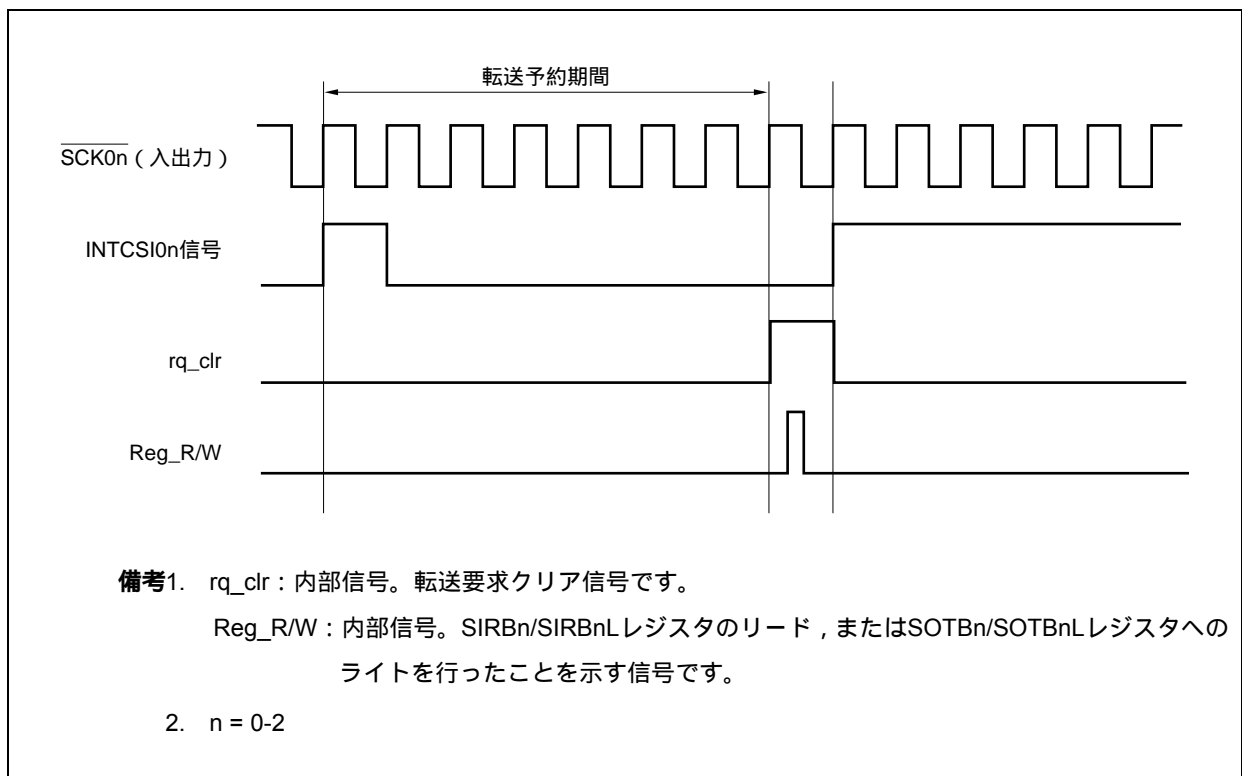 転送予約期間
SCK0n（入出力）
INTCSI0n信号
rq_clr
Reg_R/W
備考1. rq_clr：内部信号。転送要求クリア信号です。
Reg_R/W：内部信号。SIRBn/SIRBnLレジスタのリード，またはSOTBn/SOTBnLレジスタへの
ライトを行ったことを示す信号です。
2. n = 0-2